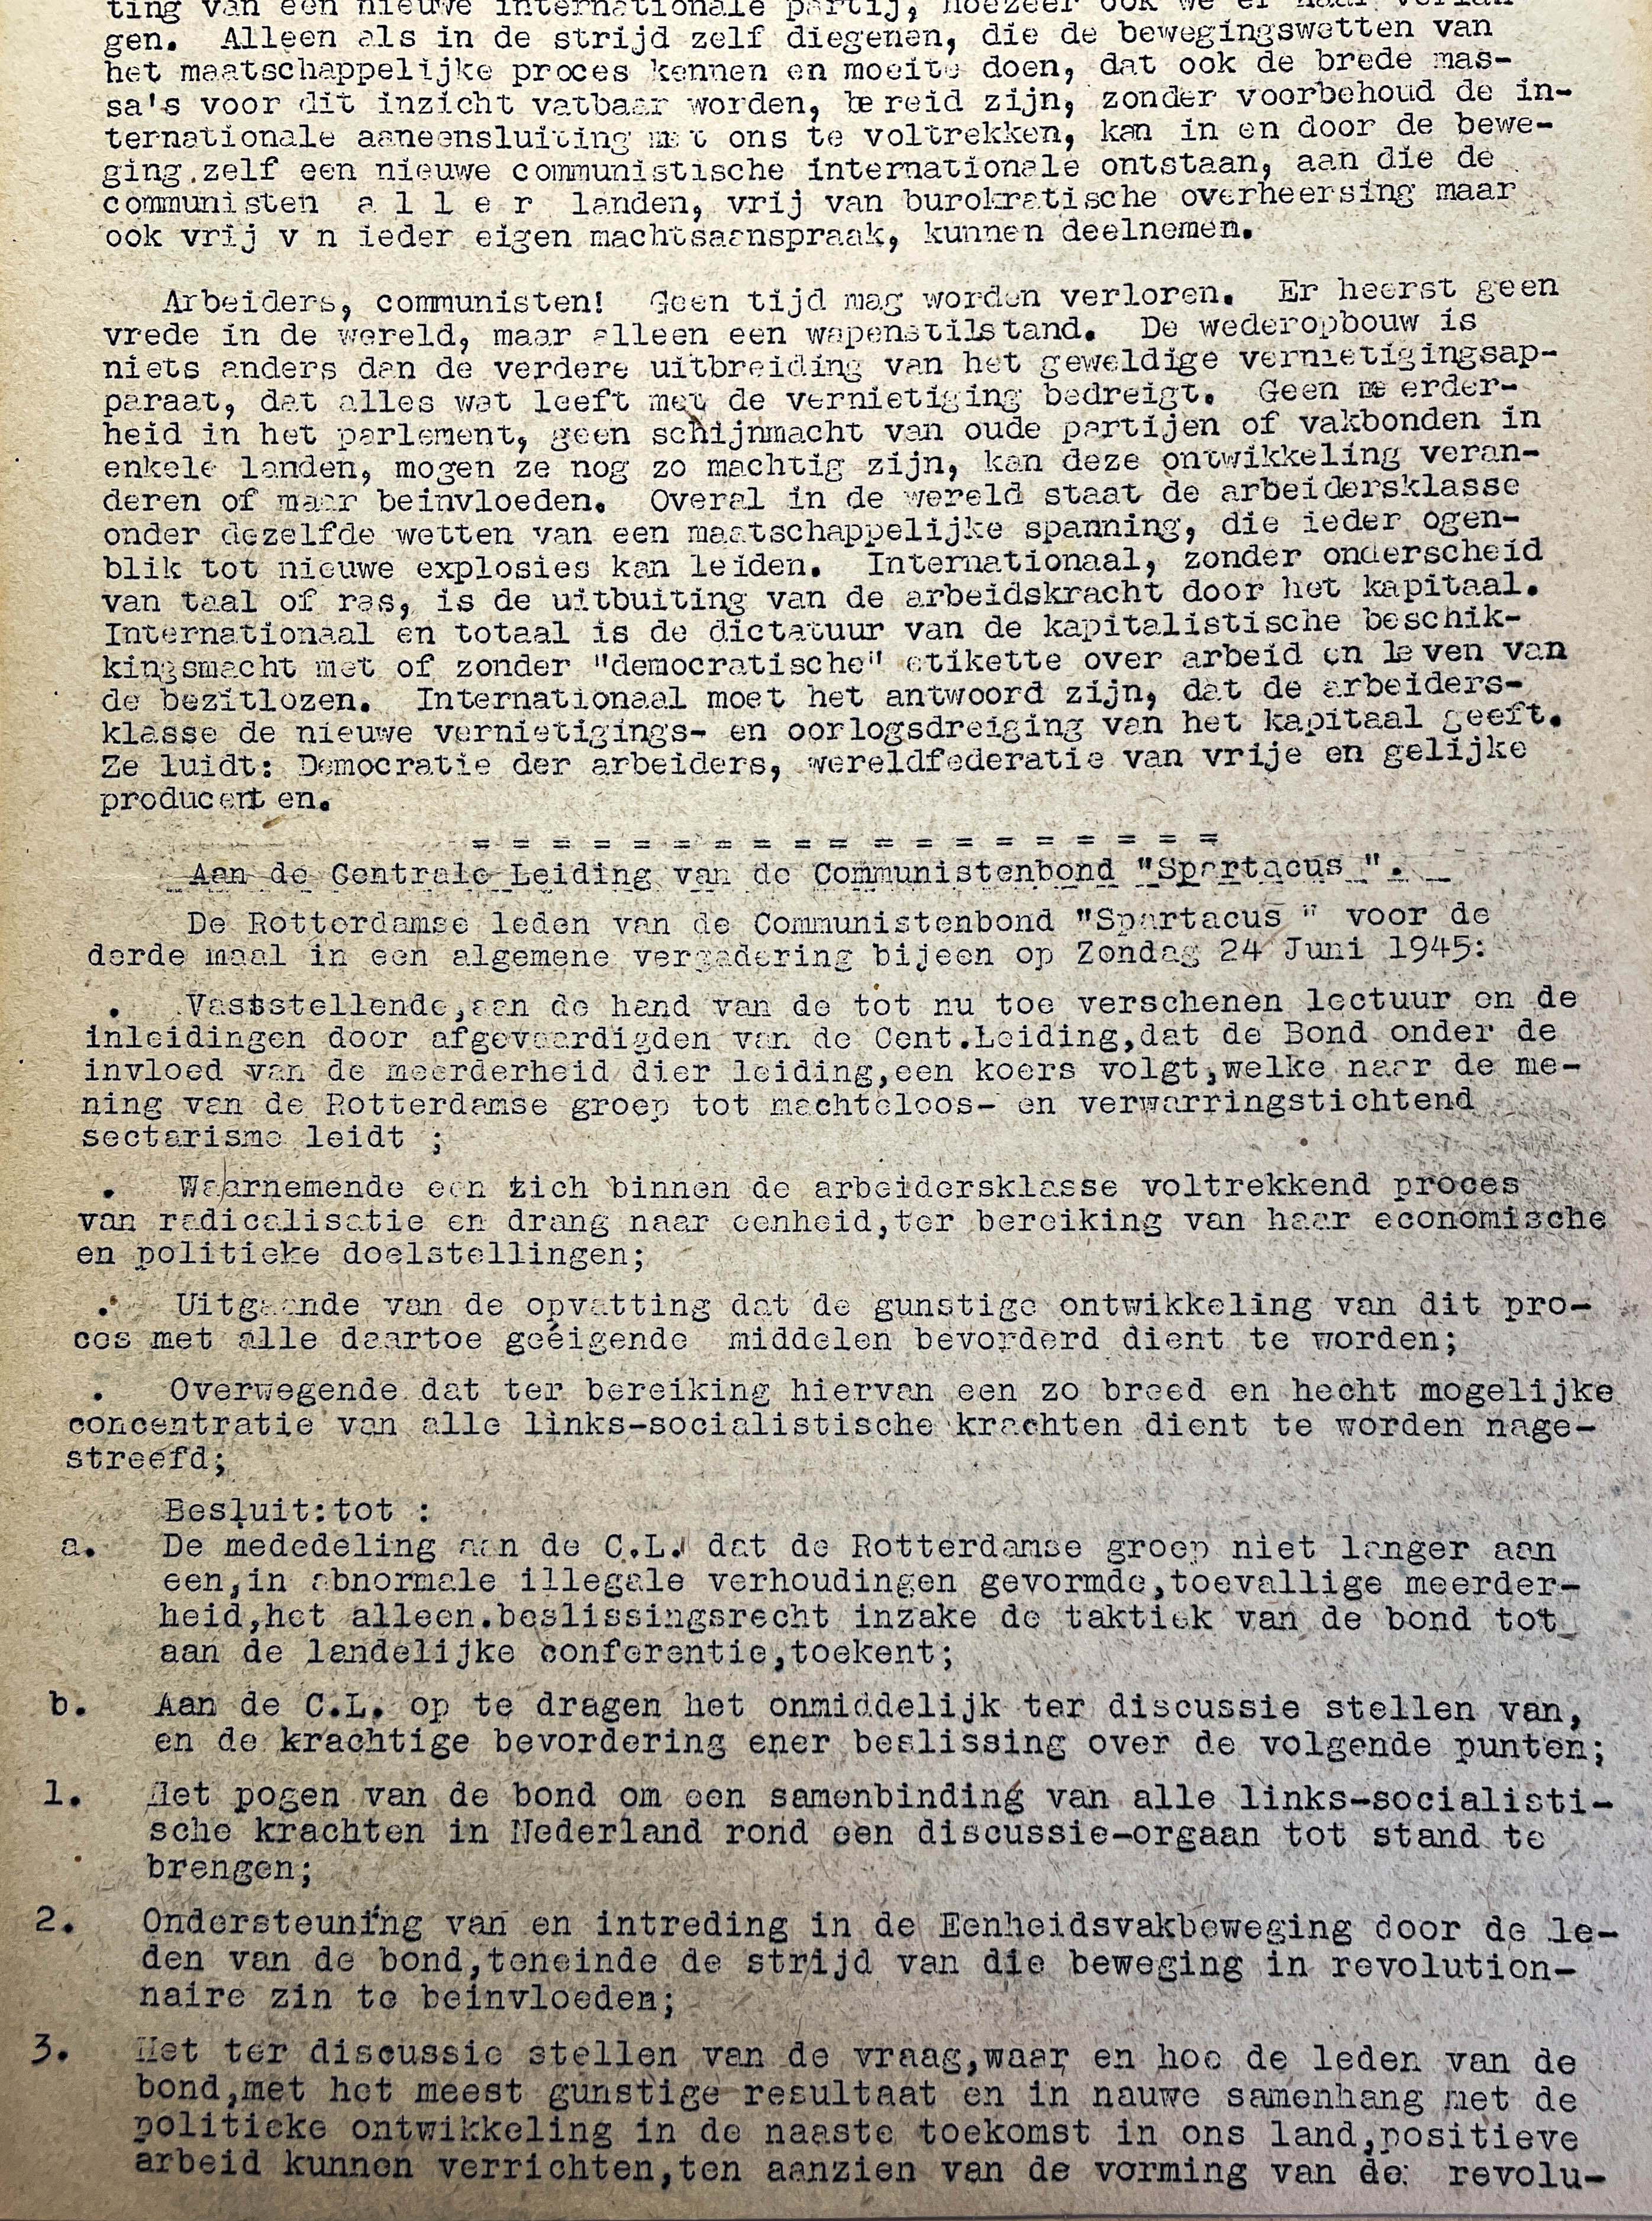 ting van een nieuwe internationale partij, hoezeer ook we er naar verlan-
gen.  Alleen als in de strijd zelf diegenen, die de bewegingswetten van
het maatschappelijke proces kennen en moeite doen, dat ook de brede mas-
sa's voor dit inzicht vatbaar worden, bereid zijn, zonder voorbehoud de in-
ternationale aaneensluiting met ons te voltrekken, kan in en door de bewe-
ging.zelf een nieuwe communistische internationale ontstaan, aan die de
communisten  a l l e r  landen, vrij van burokratische overheersing maar
ook vrij v n ieder eigen machtsaanspraak, kunnen deelnemen.
Arbeiders, communisten!  Geen tijd mag worden verloren.  Er heerst geen
vrede in de wereld, maar alleen een wapenstilstand.  De wederopbouw is
niets anders dan de verdere uitbreiding van het geweldige vernietigingsap-
paraat, dat alles wat leeft met de vernietiging bedreigt.  Geen meerder-
heid in het parlement, geen schijnmacht van oude partijen of vakbonden in
enkele landen, mogen ze nog zo machtig zijn, kan deze ontwikkeling veran-
deren of maar beinvloeden.  Overal in de wereld staat de arbeidersklasse
onder dezelfde wetten van een maatschappelijke spanning, die ieder ogen-
blik tot nieuwe explosies kan leiden.  Internationaal, zonder onderscheid
van taal of ras, is de uitbuiting van de arbeidskracht door het kapitaal.
Internationaal en totaal is de dictatuur van de kapitalistische beschik-
kingsmacht met of zonder "democratische" etikette over arbeid en leven van
de bezitlozen.  Internationaal moet het antwoord zijn, dat de arbeiders-
klasse de nieuwe vernietigings- en oorlogsdreiging van het kapitaal geeft.
Ze luidt: Democratie der arbeiders, wereldfederatie van vrije en gelijke
producenten.
= = = = = = = = = = = = = = = = = = =
Aan de Centrale Leiding van de Communistenbond "Spartacus ".
De Rotterdamse leden van de Communistenbond "Spartacus " voor de
derde maal in een algemene vergadering bijeen op Zondag 24 Juni 1945:
. Vaststellende,aan de hand van de tot nu toe verschenen lectuur en de
inleidingen door afgevaardigden van de Cent.Leiding,dat de Bond onder de
invloed van de meerderheid dier leiding,een koers volgt,welke naar de me-
ning van de Rotterdamse groep tot machteloos- en verwarringstichtend
sectarisme leidt ;
. Waarnemende een zich binnen de arbeidersklasse voltrekkend proces
van radicalisatie en drang naar eenheid,ter bereiking van haar economische
en politieke doelstellingen;
. Uitgaande van de opvatting dat de gunstige ontwikkeling van dit pro-
ces met alle daartoe geëigende  middelen bevorderd dient te worden;
. Overwegende dat ter bereiking hiervan een zo breed en hecht mogelijke
concentratie van alle links-socialistische krachten dient te worden nage-
streefd;
Besluit:tot :
a. De mededeling aan de C.L. dat de Rotterdamse groep niet langer aan
een,in abnormale illegale verhoudingen gevormde,toevallige meerder-
heid,het alleen.beslissingsrecht inzake de taktiek van de bond tot
aan de landelijke conferentie,toekent;
b. Aan de C.L. op te dragen het onmiddelijk ter discussie stellen van,
en de krachtige bevordering ener beslissing over de volgende punten;
1. Het pogen van de bond om een samenbinding van alle links-socialisti-
sche krachten in Nederland rond een discussie-orgaan tot stand te
brengen;
2. Ondersteuning van en intreding in de Eenheidsvakbeweging door de le-
den van de bond,teneinde de strijd van die beweging in revolution-
naire zin te beinvloeden;
3. Het ter discussie stellen van de vraag,waar en hoe de leden van de
bond,met het meest gunstige resultaat en in nauwe samenhang met de
politieke ontwikkeling in de naaste toekomst in ons land,positieve
arbeid kunnen verrichten,ten aanzien van de vorming van de  revolu-